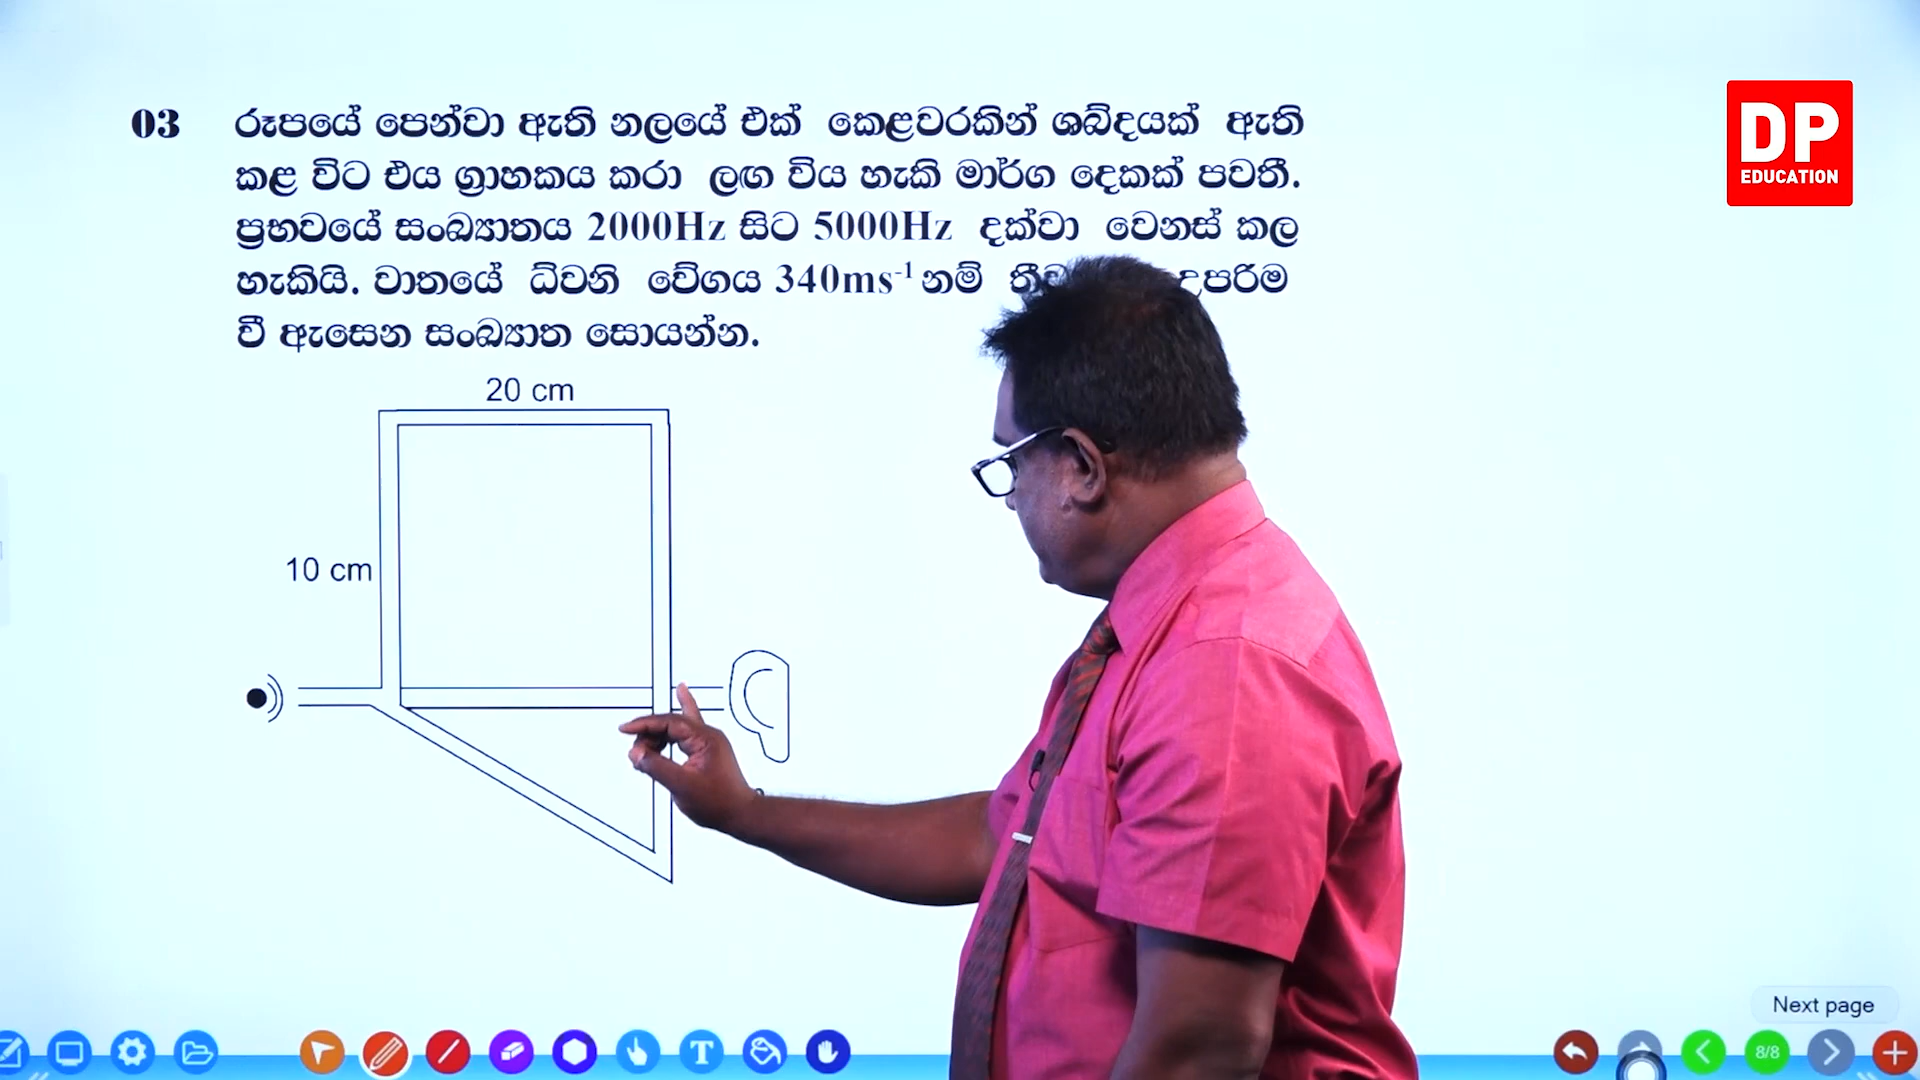 03 රූපයේ පෙන්වා ඇති නලයේ එක් කෙළවරකින් ශබ්දයක් ඇති
කළ විට එය ග්‍රාහකය කරා ලඟ විය හැකි මාර්ග දෙකක් පවතී.
ප්‍රභවයේ සංඛ්‍යාතය 2000Hz සිට 5000Hz දක්වා වෙනස් කල
හැකියි. වාතයේ ධ්වනි වේගය 340ms⁻¹ නම්
වී ඇසෙන සංඛ්‍යාත සොයන්න.
20 cm
10 cm
DP
EDUCATION
Next page
8/8